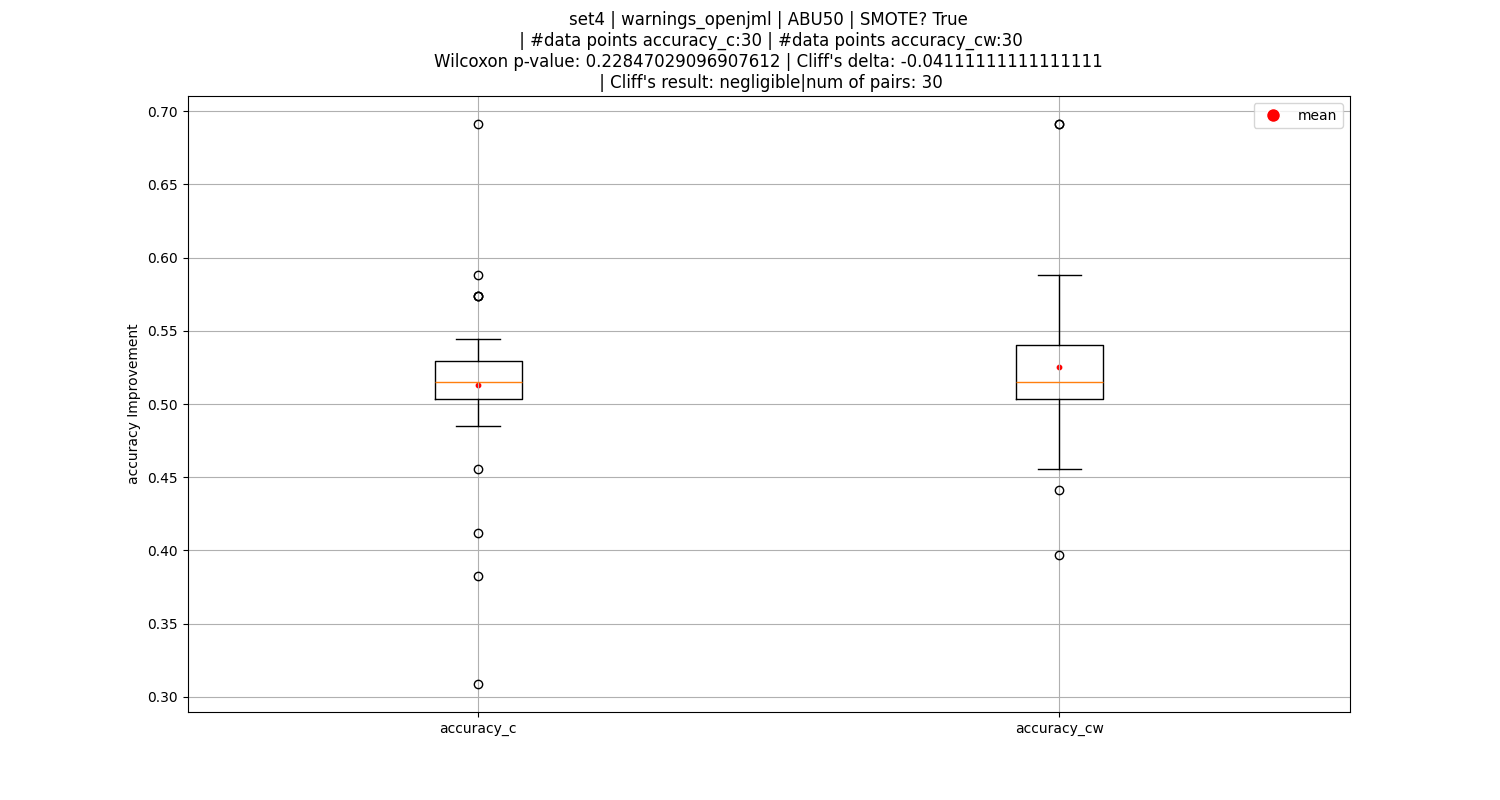 set4 | warnings_openjml | ABU50 | SMOTE? True
| #data points accuracy_c:30 | #data points accuracy_cw:30
Wilcoxon p-value: 0.22847029096907612 | Cliff's delta: -0.04111111111111111
| Cliff's result: negligible|num of pairs: 30
mean
0.70
0.65
0.60
0.55
0.50
0.45
0.40
0.35
0.30
accuracy Improvement
accuracy_c
accuracy_cw